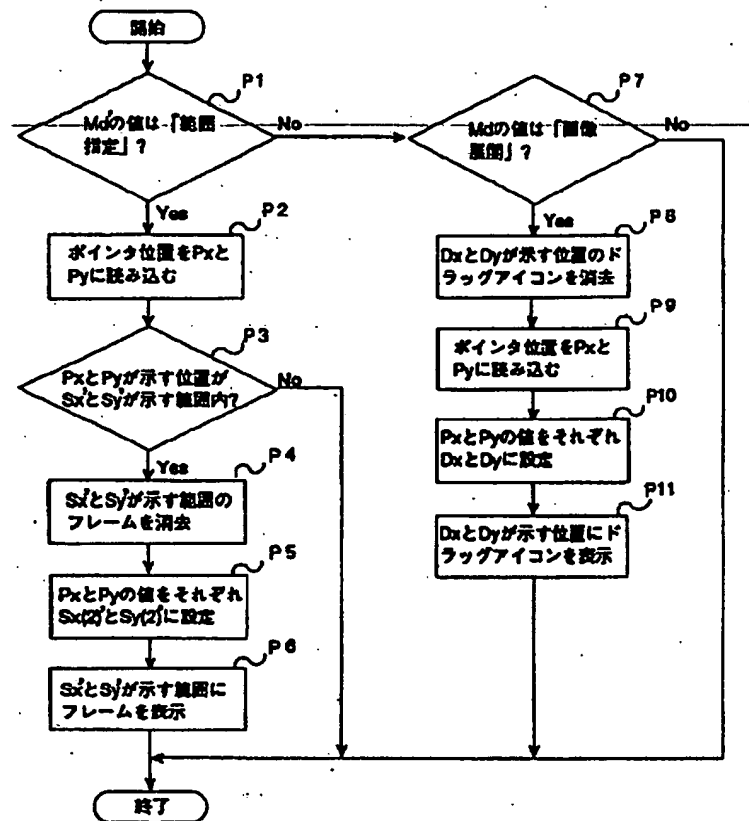 開始
P1
Md'の値は「範囲
指定」?
No
Yes
P2
ポインタ位置をPxと
Pyに読み込む
P3
PxとPyが示す位置が
Sx'とSy'が示す範囲内?
No
Yes
P4
Sx'とSy'が示す範囲の
フレームを消去
P5
PxとPyの値をそれぞれ
Sx(2)'とSy(2)'に設定
P6
Sx'とSy'が示す範囲に
フレームを表示
終了
P7
Mdの値は「画像
展開」?
No
Yes
P8
DxとDyが示す位置のド
ラッグアイコンを消去
P9
ポインタ位置をPxと
Pyに読み込む
P10
PxとPyの値をそれぞれ
DxとDyに設定
P11
DxとDyが示す位置にド
ラッグアイコンを表示